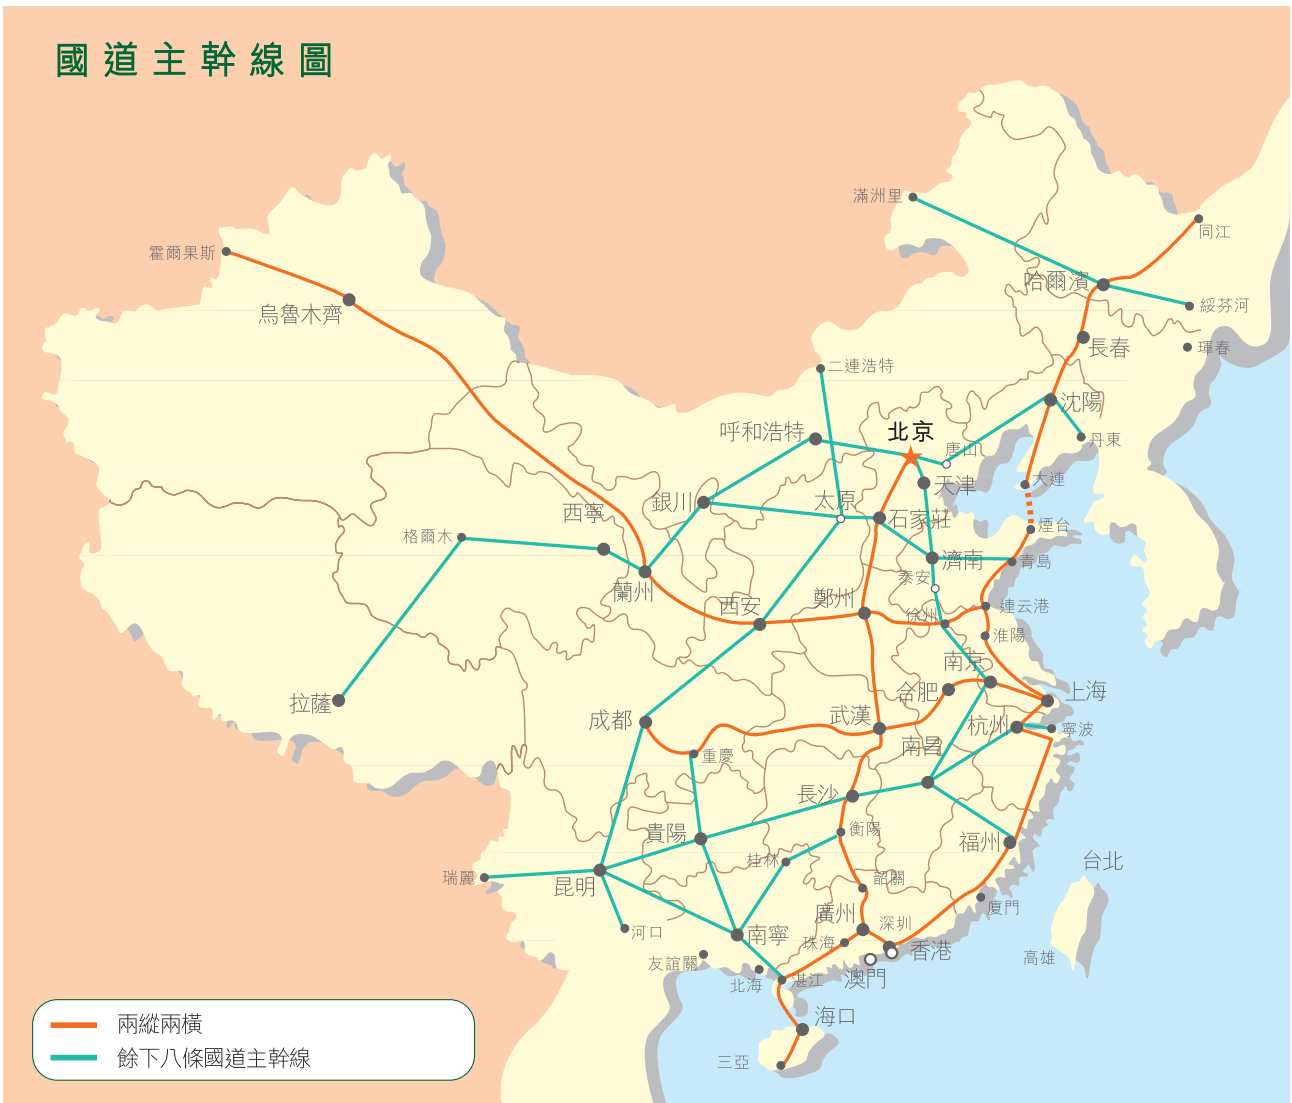 國道主幹線圖
滿洲里
同江
霍爾果斯
哈爾濱
烏魯木齊
綏芬河
長春
琿春
二連浩特
沈陽
呼和浩特
北京
丹東
唐山
大連
天津
銀川
太原
西寧
石家莊
煙台
格爾木
濟南
青島
泰安
蘭州
鄭州
西安
連云港
徐州
淮陽
南京
合肥
上海
拉薩
成都
武漢
杭州
寧波
南昌
重慶
長沙
衡陽
貴陽
福州
桂林
台北
瑞麗
昆明
韶關
廈門
廣州
深圳
河口
南寧
珠海
香港
友誼關
高雄
北海
湛江
澳門
海口
兩縱兩橫
餘下八條國道主幹線
三亞